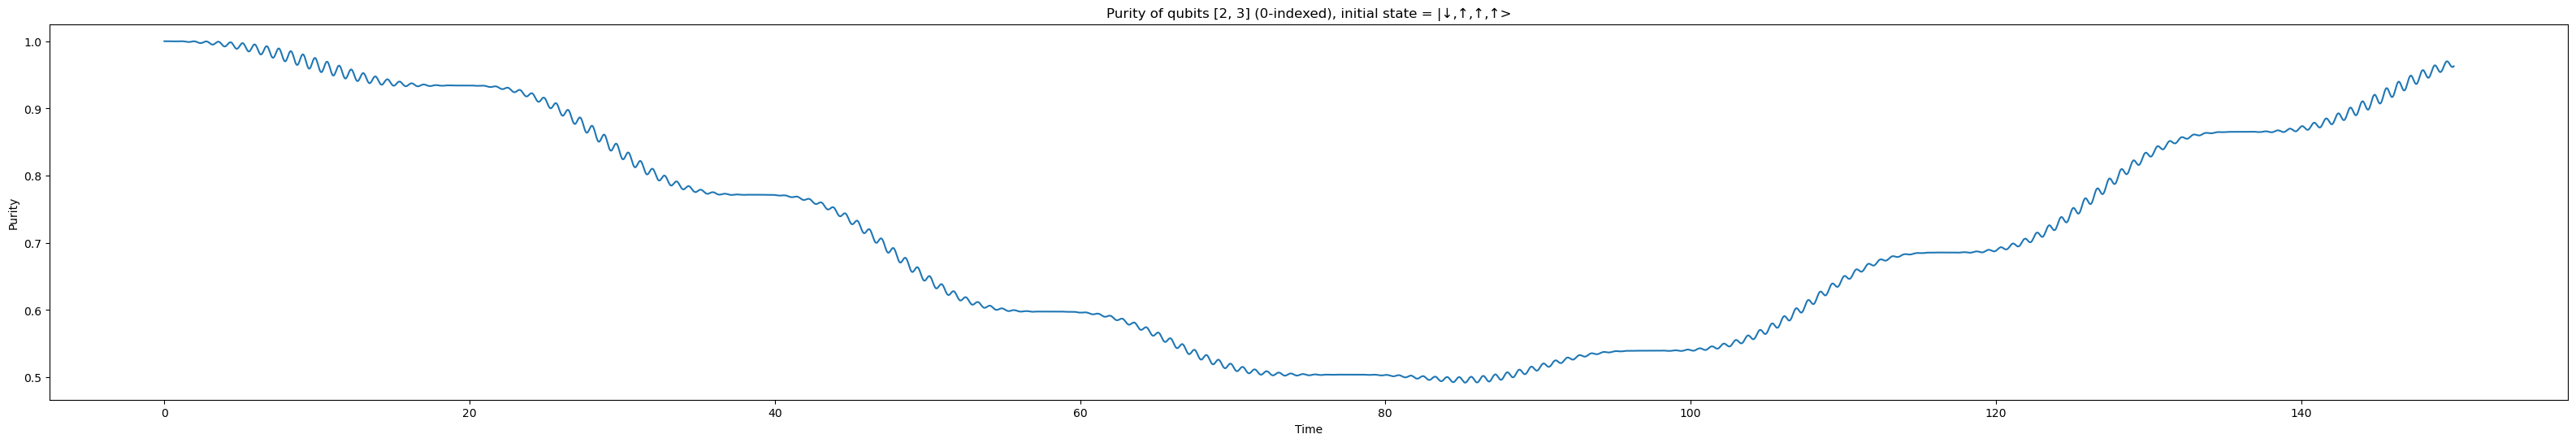 Purity of qubits [2, 3] (0-indexed), initial state = |↓,↑,↑,↑>
1.0
0.9
0.8
0.7
0.6
0.5
Purity
0 20 40 60 80 100 120 140
Time